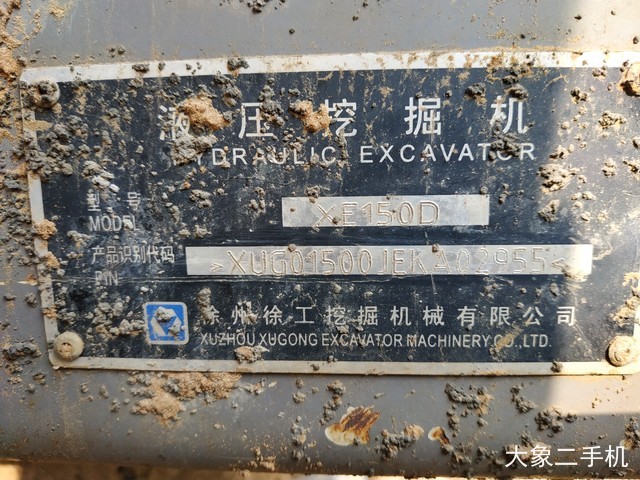 液压挖掘机
HYDRAULIC EXCAVATOR
型号
MODEL
XE150D
产品识别代码
PIN
>XUG01500JEKA02955<
徐州徐工挖掘机械有限公司
XUZHOU XUGONG EXCAVATOR MACHINERY CO.,LTD.
大象二手机